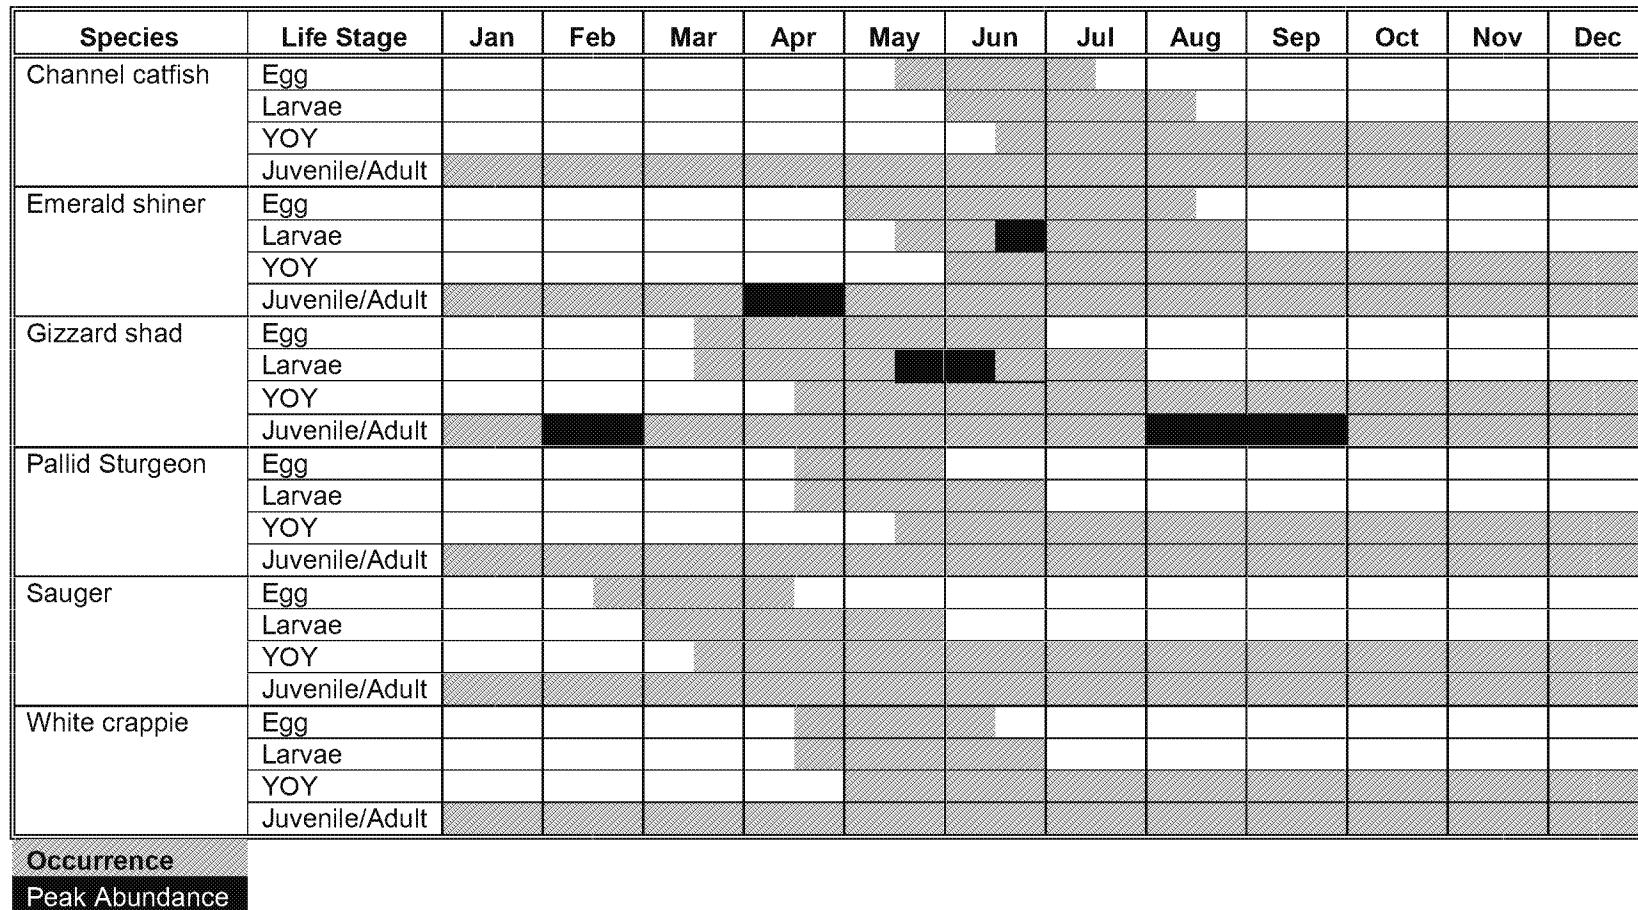 Species Life Stage Jan Feb Mar Apr May Jun Jul Aug Sep Oct Nov Dec
Channel catfish Egg
Larvae
YOY
Juvenile/Adult
Emerald shiner Egg
Larvae
YOY
Juvenile/Adult
Gizzard shad Egg
Larvae
YOY
Juvenile/Adult
Pallid Sturgeon Egg
Larvae
YOY
Juvenile/Adult
Sauger Egg
Larvae
YOY
Juvenile/Adult
White crappie Egg
Larvae
YOY
Juvenile/Adult
Occurrence
Peak Abundance